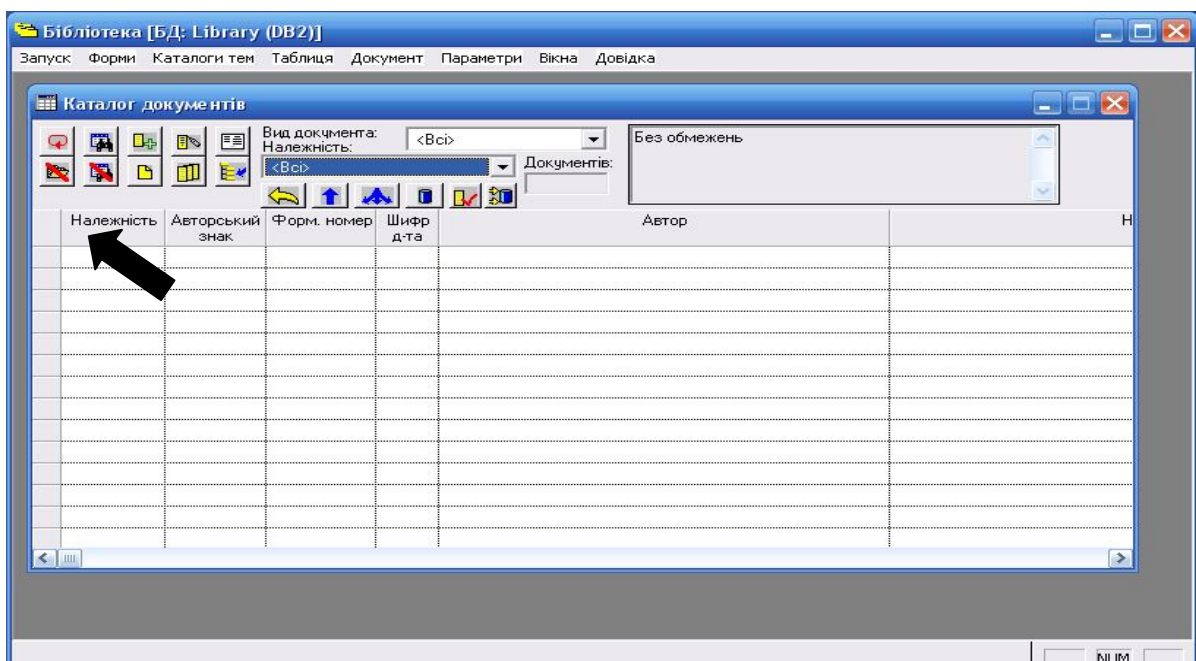 Бібліотека [БД: Library (DB2)]
Запуск Форми Каталоги тем Таблиця Документ Параметри Вікна Довідка
Каталог документів
Вид документа: <Всі>
Належність:
<Всі>
Документів:
Без обмежень
Належність Авторський знак Форм. номер Шифр д-та Автор Н
NUM